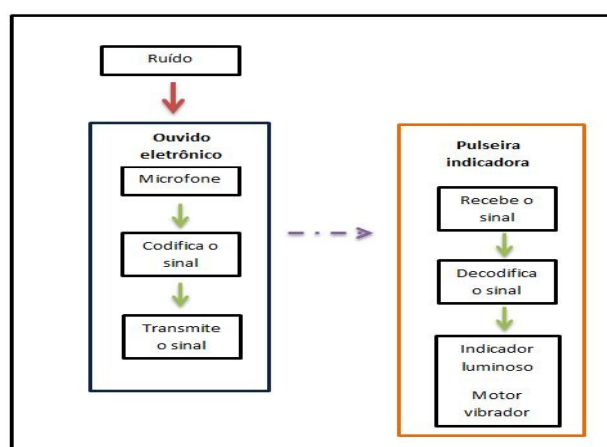 Ruído
Ouvido
eletrônico
Microfone
Codifica o
sinal
Transmite
o sinal
Pulseira
indicadora
Recebe o
sinal
Decodifica
o sinal
Indicador
luminoso
Motor
vibrador